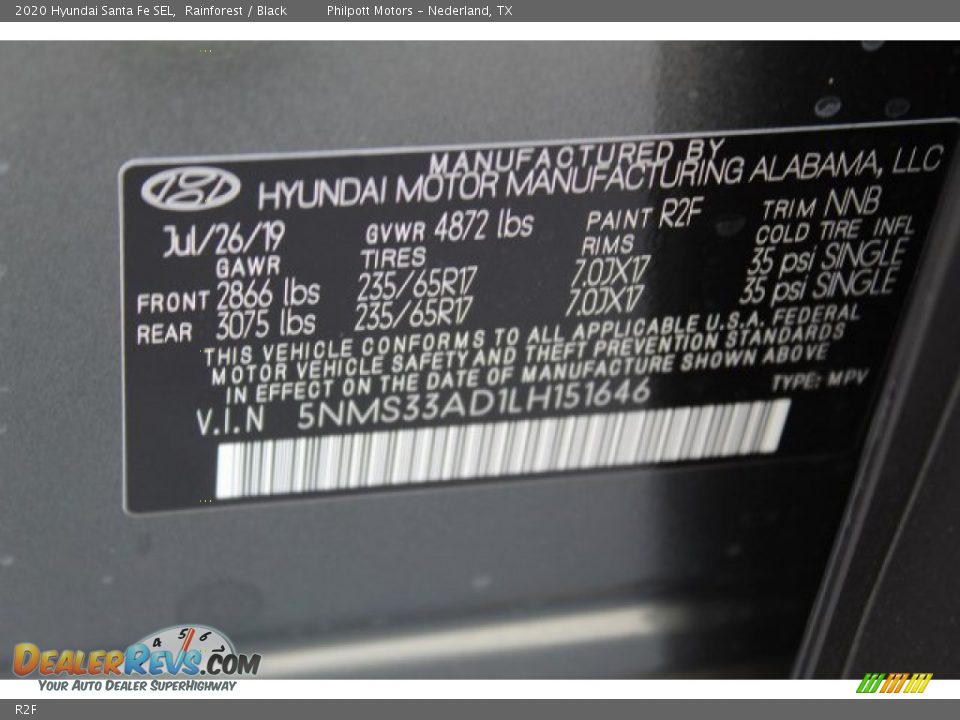 2020 Hyundai Santa Fe SEL, Rainforest / Black Philpott Motors - Nederland, TX
MANUFACTURED BY
HYUNDAI MOTOR MANUFACTURING ALABAMA, LLC
Jul/26/19 GVWR 4872 lbs PAINT R2F TRIM NNB
GAWR TIRES RIMS COLD TIRE INFL
FRONT 2866 lbs 235/65R17 7.0JX17 35 psi SINGLE
REAR 3075 lbs 235/65R17 7.0JX17 35 psi SINGLE
THIS VEHICLE CONFORMS TO ALL APPLICABLE U.S.A. FEDERAL
MOTOR VEHICLE SAFETY AND THEFT PREVENTION STANDARDS
IN EFFECT ON THE DATE OF MANUFACTURE SHOWN ABOVE
V.I.N 5NMS33AD1LH151646 TYPE: MPV
4 5 6 7
DEALERREVS.COM
YOUR AUTO DEALER SUPERHIGHWAY
R2F